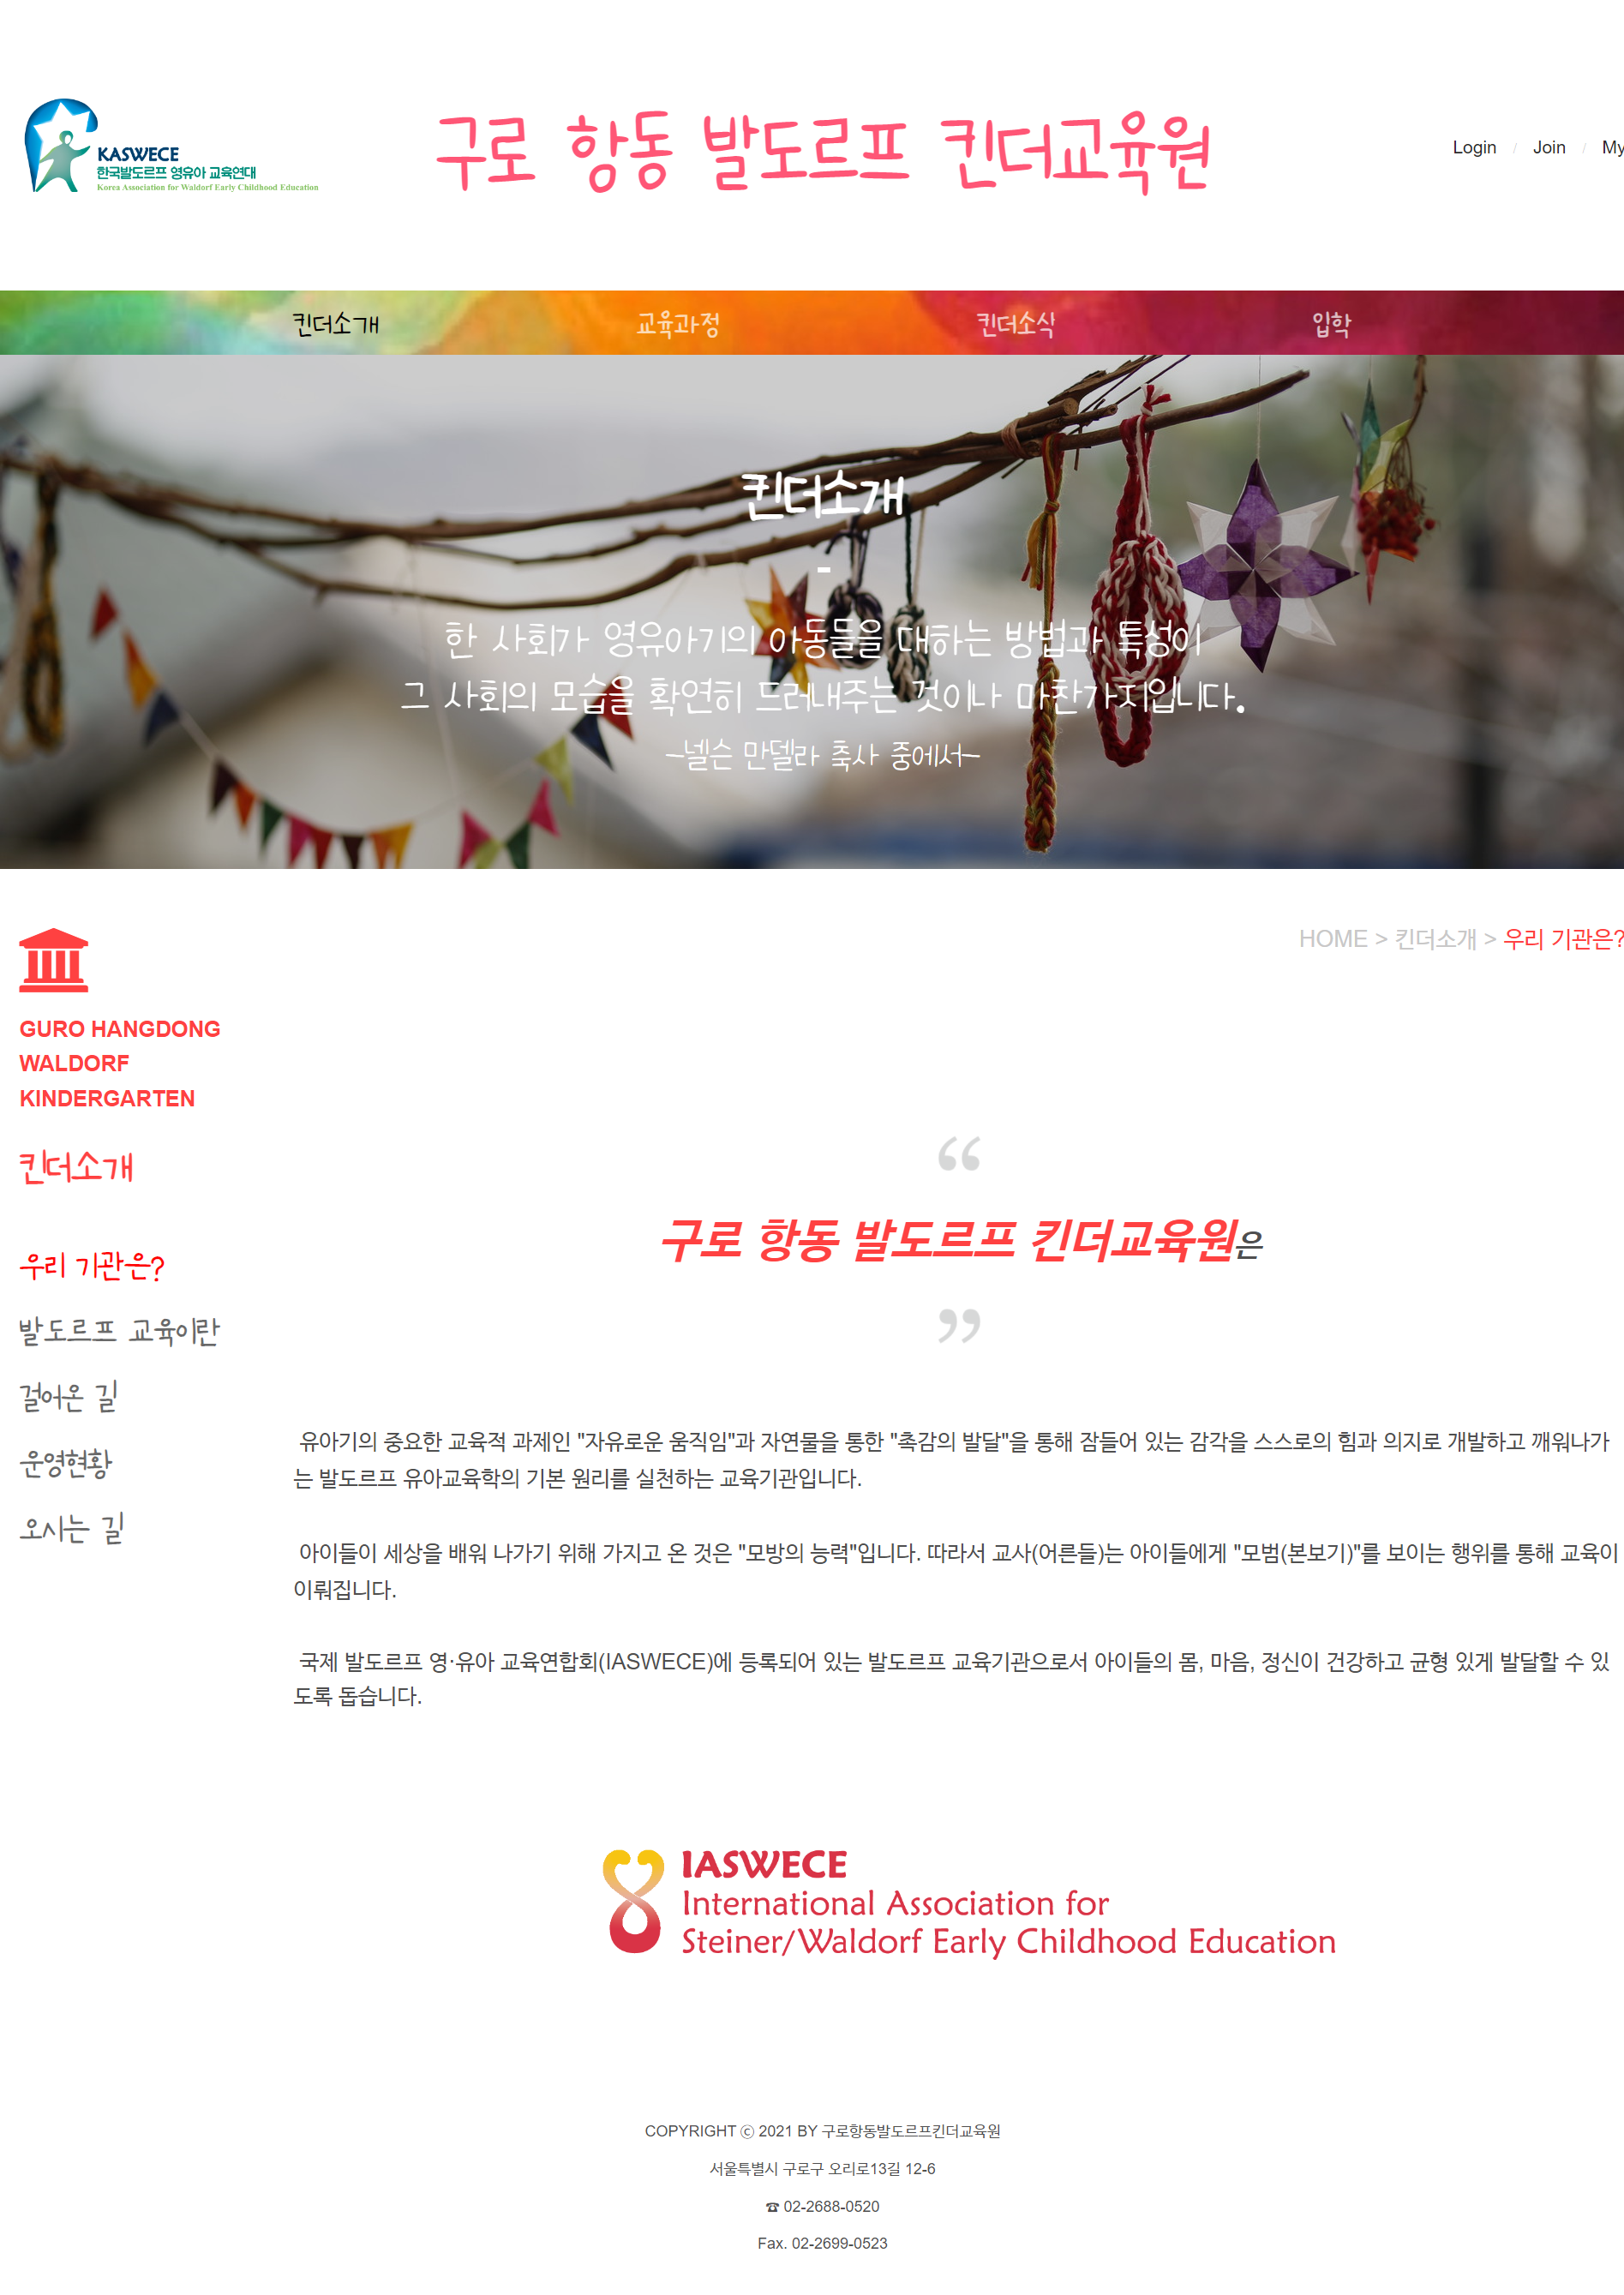 KASWECE
한국발도르프 영유아 교육연대
Korea Association for Waldorf Early Childhood Education
구로 항동 발도르프 킨더교육원
Login / Join / My
킨더소개 교육과정 킨더소식 입학
킨더소개
-
한 사회가 영유아기의 아동들을 대하는 방법과 특성이
그 사회의 모습을 확연히 드러내주는 것이나 마찬가지입니다.
-넬슨 만델라 축사 중에서-
HOME > 킨더소개 > 우리 기관은?
GURO HANGDONG
WALDORF
KINDERGARTEN
킨더소개
우리 기관은?
발도르프 교육이란
걸어온 길
운영현황
오시는 길
“
구로 항동 발도르프 킨더교육원은
”
유아기의 중요한 교육적 과제인 "자유로운 움직임"과 자연물을 통한 "촉감의 발달"을 통해 잠들어 있는 감각을 스스로의 힘과 의지로 개발하고 깨워나가
는 발도르프 유아교육학의 기본 원리를 실천하는 교육기관입니다.
아이들이 세상을 배워 나가기 위해 가지고 온 것은 "모방의 능력"입니다. 따라서 교사(어른들)는 아이들에게 "모범(본보기)"를 보이는 행위를 통해 교육이
이뤄집니다.
국제 발도르프 영·유아 교육연합회(IASWECE)에 등록되어 있는 발도르프 교육기관으로서 아이들의 몸, 마음, 정신이 건강하고 균형 있게 발달할 수 있
도록 돕습니다.
IASWECE
International Association for
Steiner/Waldorf Early Childhood Education
COPYRIGHT ⓒ 2021 BY 구로항동발도르프킨더교육원
서울특별시 구로구 오리로13길 12-6
☎ 02-2688-0520
Fax. 02-2699-0523